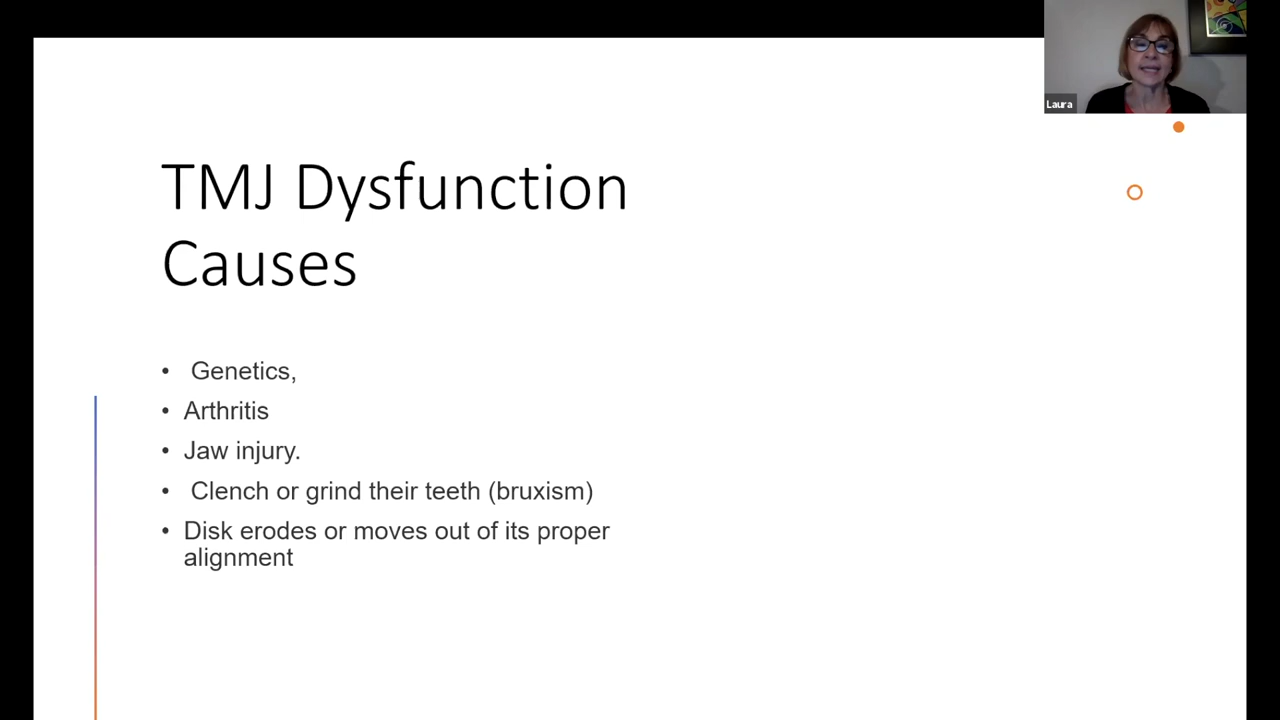 Laura
TMJ Dysfunction
Causes
• Genetics,
• Arthritis
• Jaw injury.
• Clench or grind their teeth (bruxism)
• Disk erodes or moves out of its proper
alignment